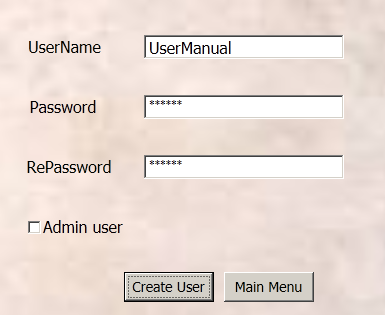 UserName UserManual
Password ******
RePassword ******
Admin user
Create User Main Menu